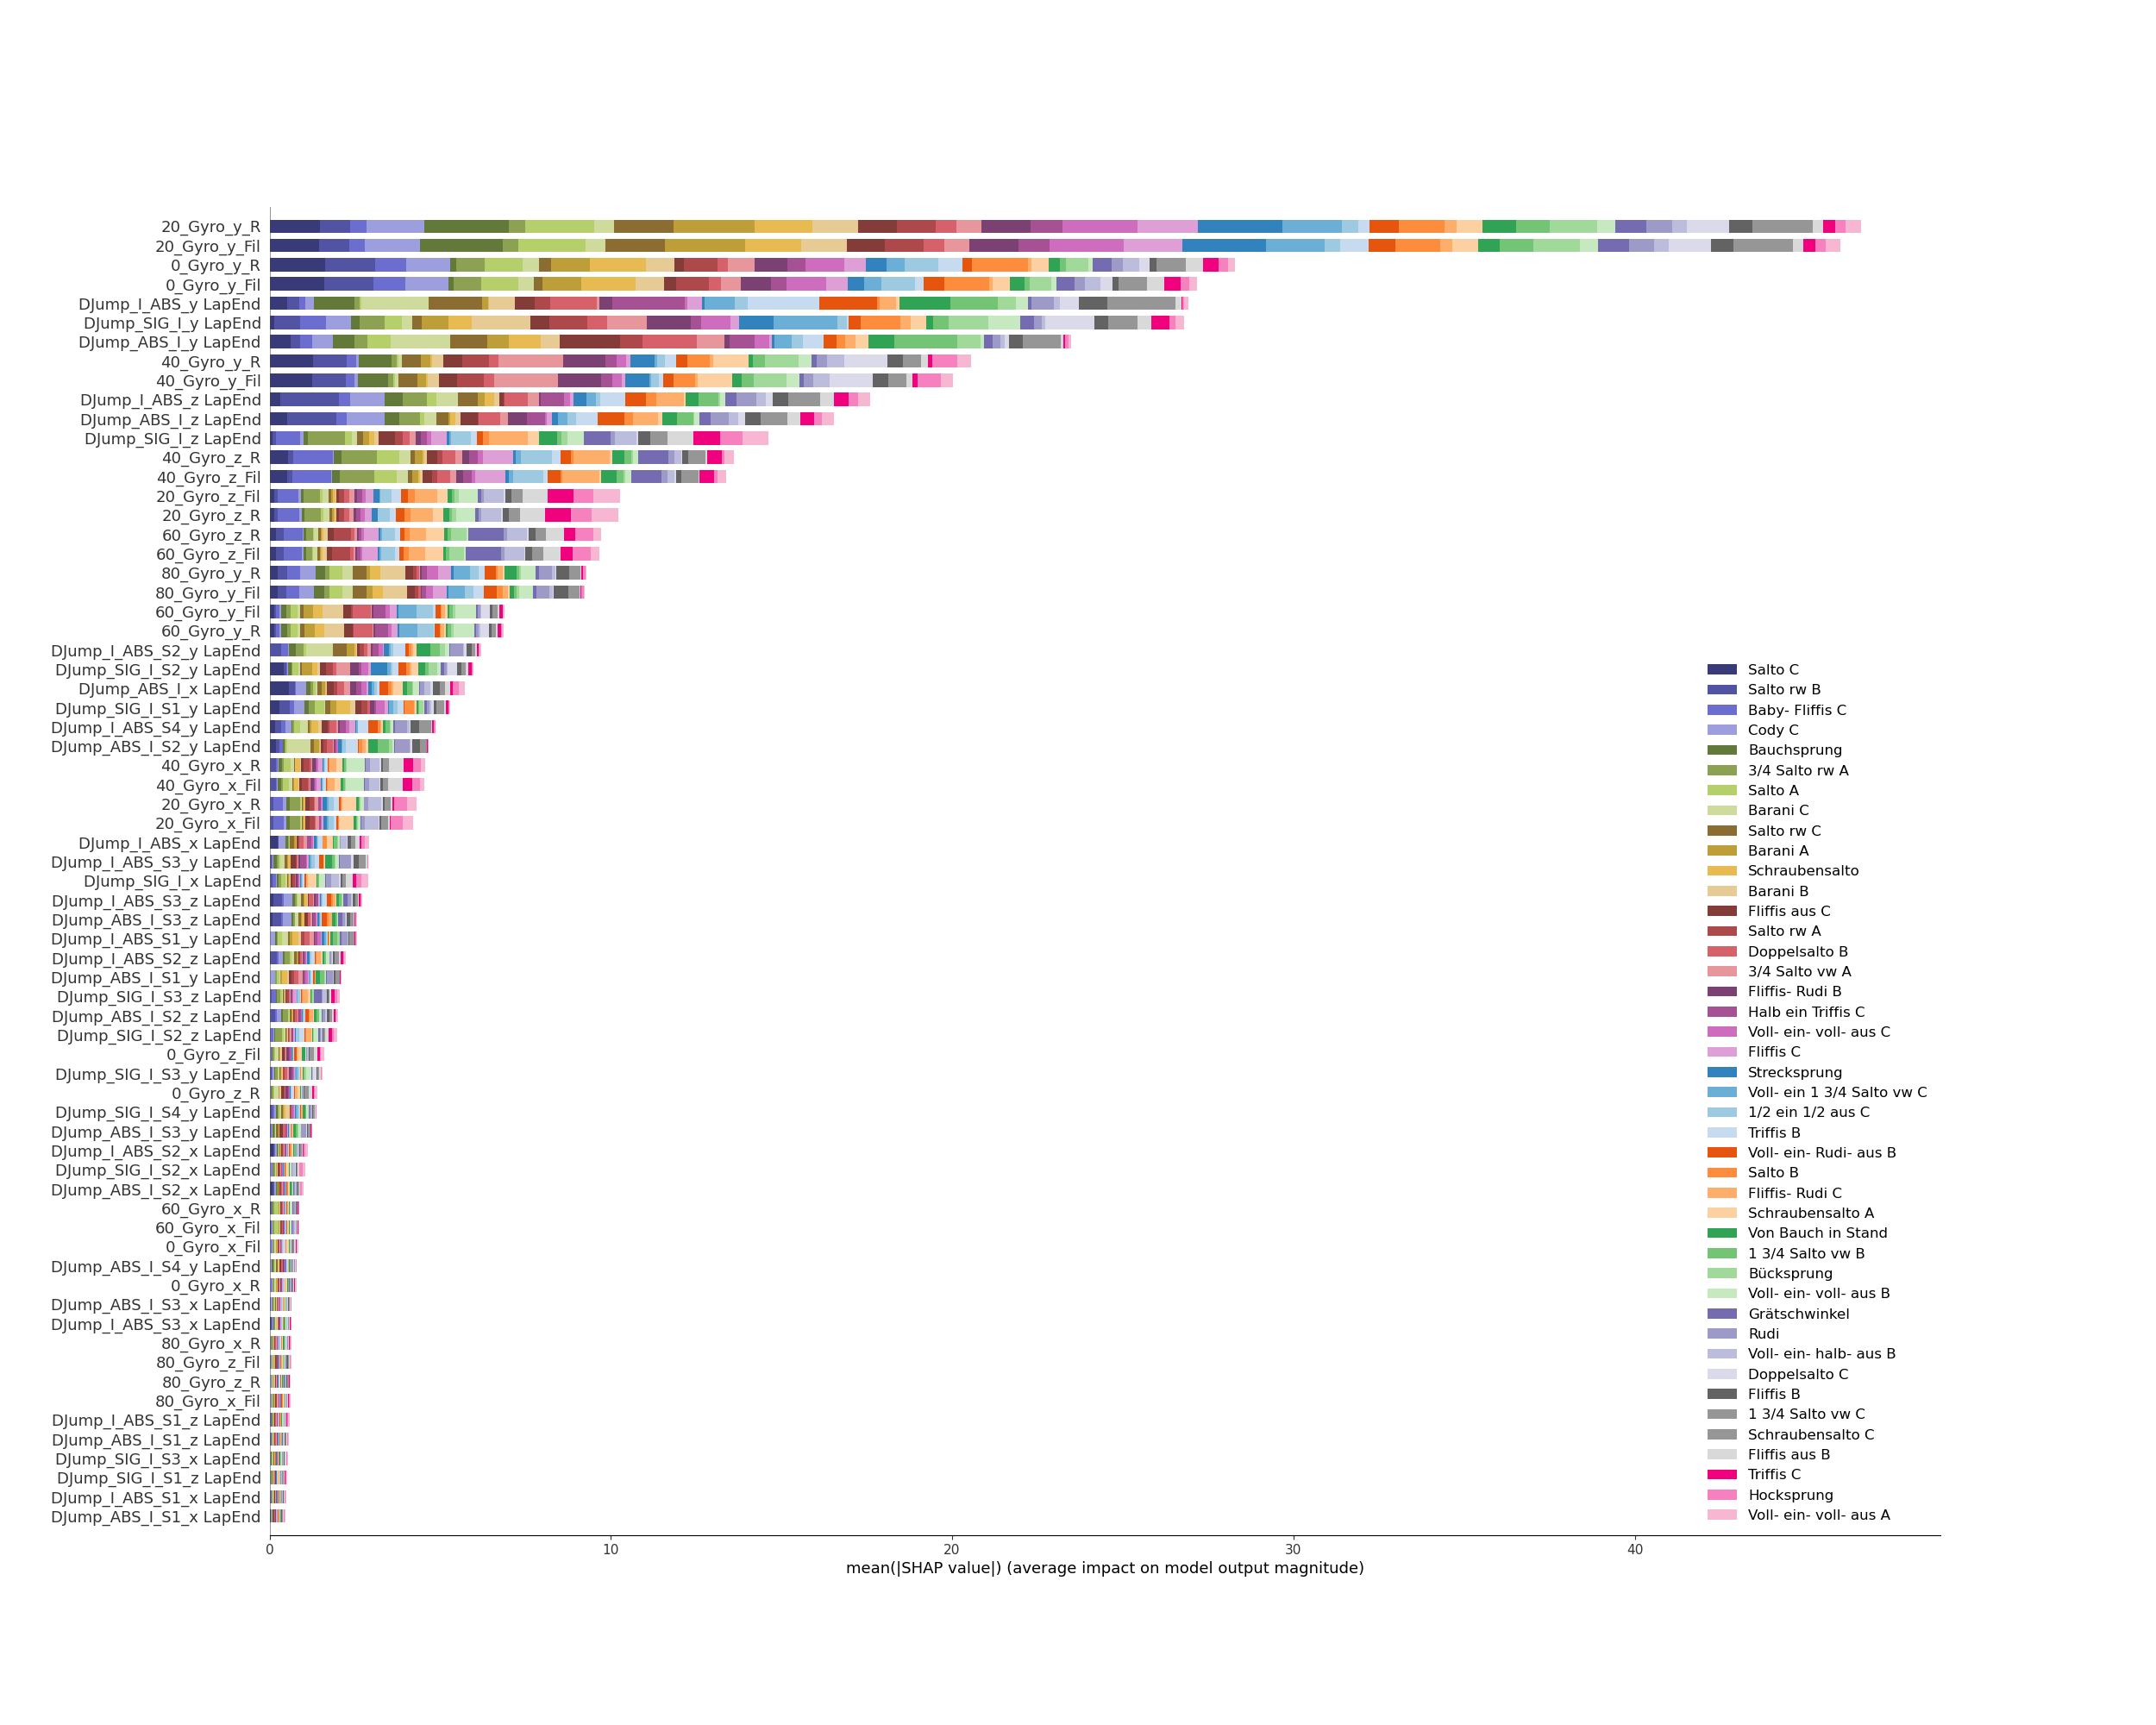 20_Gyro_y_R
20_Gyro_y_Fil
0_Gyro_y_R
0_Gyro_y_Fil
DJump_I_ABS_y LapEnd
DJump_SIG_I_y LapEnd
DJump_ABS_I_y LapEnd
40_Gyro_y_R
40_Gyro_y_Fil
DJump_I_ABS_z LapEnd
DJump_ABS_I_z LapEnd
DJump_SIG_I_z LapEnd
40_Gyro_z_R
40_Gyro_z_Fil
20_Gyro_z_Fil
20_Gyro_z_R
60_Gyro_z_R
60_Gyro_z_Fil
80_Gyro_y_R
80_Gyro_y_Fil
60_Gyro_y_Fil
60_Gyro_y_R
DJump_I_ABS_S2_y LapEnd
DJump_SIG_I_S2_y LapEnd
DJump_ABS_I_x LapEnd
DJump_SIG_I_S1_y LapEnd
DJump_I_ABS_S4_y LapEnd
DJump_ABS_I_S2_y LapEnd
40_Gyro_x_R
40_Gyro_x_Fil
20_Gyro_x_R
20_Gyro_x_Fil
DJump_I_ABS_x LapEnd
DJump_I_ABS_S3_y LapEnd
DJump_SIG_I_x LapEnd
DJump_I_ABS_S3_z LapEnd
DJump_ABS_I_S3_z LapEnd
DJump_I_ABS_S1_y LapEnd
DJump_I_ABS_S2_z LapEnd
DJump_ABS_I_S1_y LapEnd
DJump_SIG_I_S3_z LapEnd
DJump_ABS_I_S2_z LapEnd
DJump_SIG_I_S2_z LapEnd
0_Gyro_z_Fil
DJump_SIG_I_S3_y LapEnd
0_Gyro_z_R
DJump_SIG_I_S4_y LapEnd
DJump_ABS_I_S3_y LapEnd
DJump_I_ABS_S2_x LapEnd
DJump_SIG_I_S2_x LapEnd
DJump_ABS_I_S2_x LapEnd
60_Gyro_x_R
60_Gyro_x_Fil
0_Gyro_x_Fil
DJump_ABS_I_S4_y LapEnd
0_Gyro_x_R
DJump_ABS_I_S3_x LapEnd
DJump_I_ABS_S3_x LapEnd
80_Gyro_x_R
80_Gyro_z_Fil
80_Gyro_z_R
80_Gyro_x_Fil
DJump_I_ABS_S1_z LapEnd
DJump_ABS_I_S1_z LapEnd
DJump_SIG_I_S3_x LapEnd
DJump_SIG_I_S1_z LapEnd
DJump_I_ABS_S1_x LapEnd
DJump_ABS_I_S1_x LapEnd
Salto C
Salto rw B
Baby- Fliffis C
Cody C
Bauchsprung
3/4 Salto rw A
Salto A
Barani C
Salto rw C
Barani A
Schraubensalto
Barani B
Fliffis aus C
Salto rw A
Doppelsalto B
3/4 Salto vw A
Fliffis- Rudi B
Halb ein Triffis C
Voll- ein- voll- aus C
Fliffis C
Strecksprung
Voll- ein 1 3/4 Salto vw C
1/2 ein 1/2 aus C
Triffis B
Voll- ein- Rudi- aus B
Salto B
Fliffis- Rudi C
Schraubensalto A
Von Bauch in Stand
1 3/4 Salto vw B
Bücksprung
Voll- ein- voll- aus B
Grätschwinkel
Rudi
Voll- ein- halb- aus B
Doppelsalto C
Fliffis B
1 3/4 Salto vw C
Schraubensalto C
Fliffis aus B
Triffis C
Hocksprung
Voll- ein- voll- aus A
0 10 20 30 40
mean(|SHAP value|) (average impact on model output magnitude)